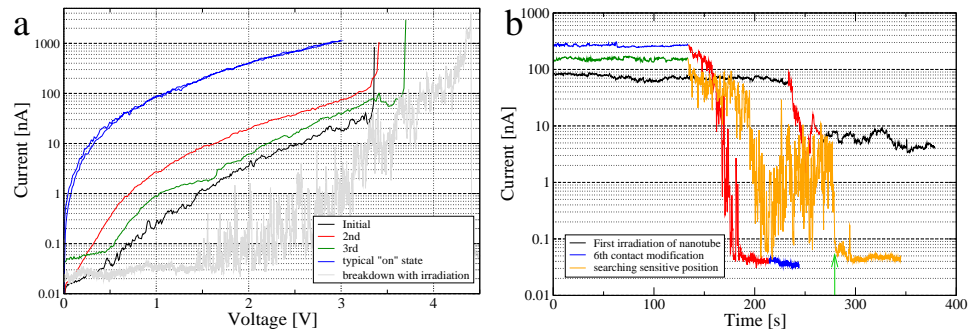 a
Current [nA]
1000
100
10
1
0.1
0.01
0
1
2
3
4
Voltage [V]
Initial
2nd
3rd
typical "on" state
breakdown with irradiation
b
Current [nA]
1000
100
10
1
0.1
0.01
0
100
200
300
400
Time [s]
First irradiation of nanotube
6th contact modification
searching sensitive position